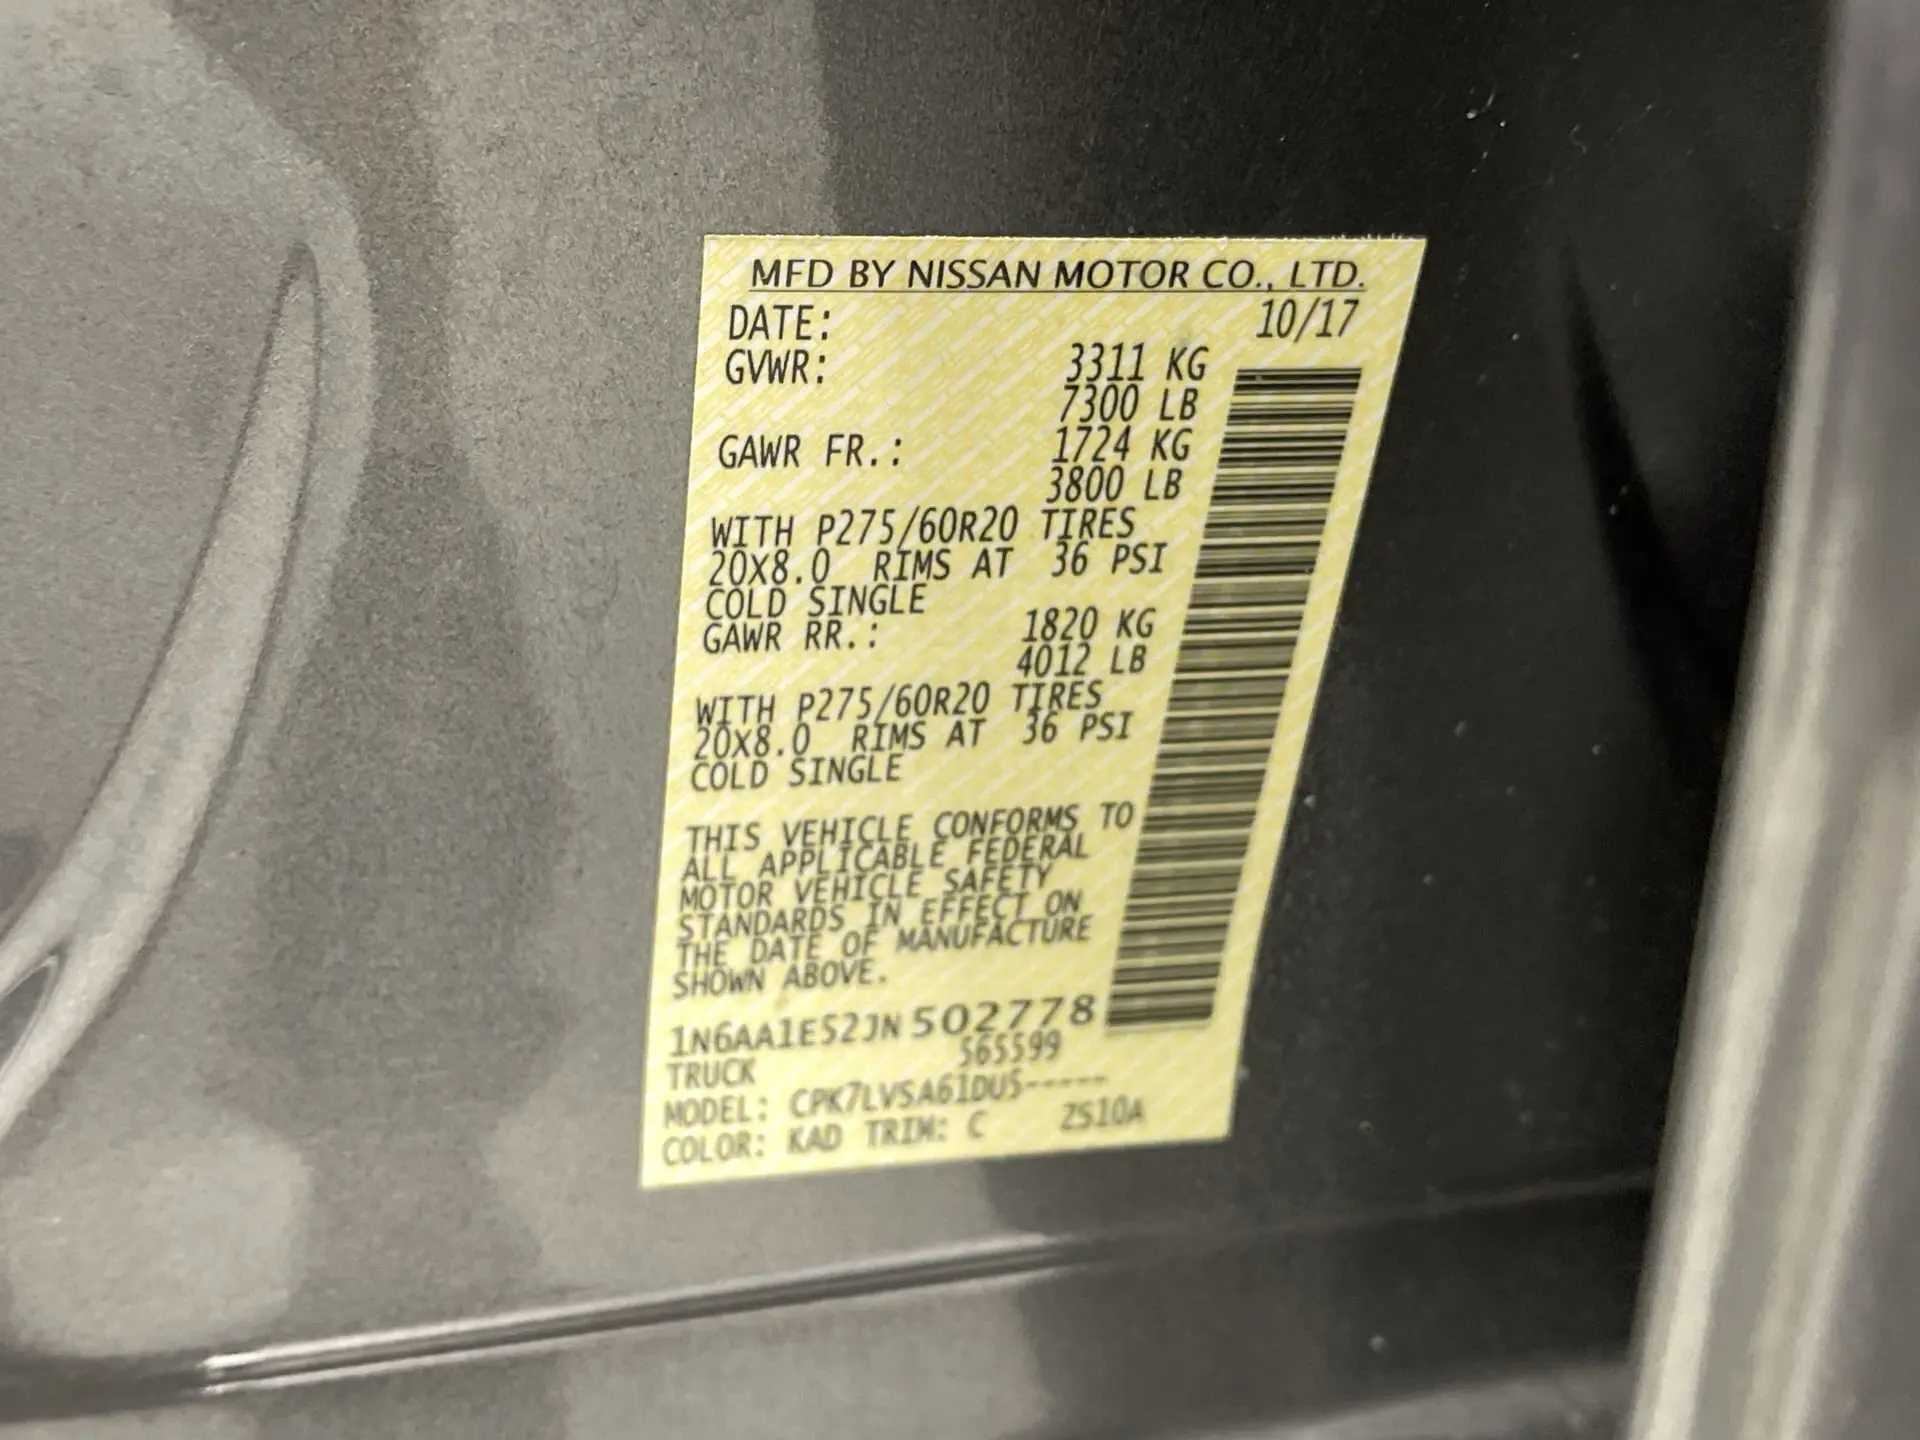 MFD BY NISSAN MOTOR CO., LTD.
DATE: 10/17
GVWR: 3311 KG
7300 LB
GAWR FR.: 1724 KG
3800 LB
WITH P275/60R20 TIRES
20X8.0 RIMS AT 36 PSI
COLD SINGLE
GAWR RR.: 1820 KG
4012 LB
WITH P275/60R20 TIRES
20X8.0 RIMS AT 36 PSI
COLD SINGLE
THIS VEHICLE CONFORMS TO
ALL APPLICABLE FEDERAL
MOTOR VEHICLE SAFETY
STANDARDS IN EFFECT ON
THE DATE OF MANUFACTURE
SHOWN ABOVE.
1N6AA1E52JN502778
TRUCK 565599
MODEL: CPK7LVSA61DUS-----
COLOR: KAD TRIM: C ZS10A